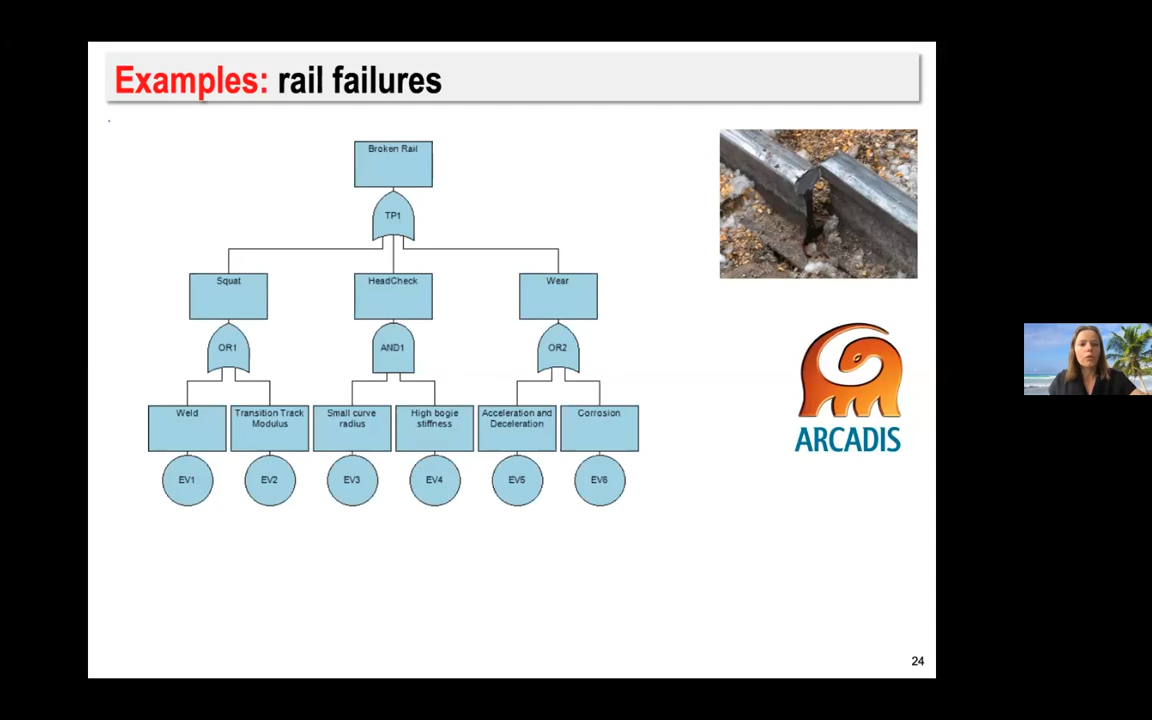 Examples: rail failures
Broken Rail
TP1
Squat
HeadCheck
Wear
OR1
AND1
OR2
Weld
Transition Track
Modulus
Small curve
radius
High bogie
stiffness
Acceleration and
Deceleration
Corrosion
EV1
EV2
EV3
EV4
EV5
EV6
ARCADIS
24